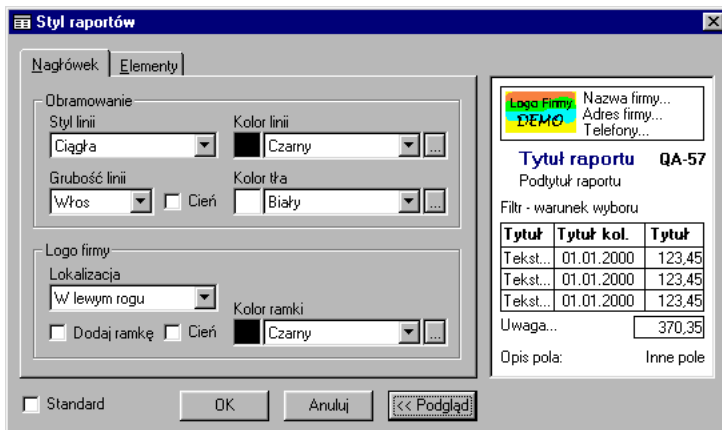 Styl raportów
Nagłówek Elementy
Obramowanie
Styl linii Kolor linii
Ciągła Czarny ...
Grubość linii Kolor tła
Włos Cień Biały ...
Logo firmy
Lokalizacja
W lewym rogu Kolor ramki
Dodaj ramkę Cień Czarny ...
Standard OK Anuluj << Podgląd
Logo Firmy
DEMO
Nazwa firmy...
Adres firmy...
Telefony...
Tytuł raportu QA-57
Podtytuł raportu
Filtr - warunek wyboru
Tytuł Tytuł kol. Tytuł
Tekst... 01.01.2000 123,45
Tekst... 01.01.2000 123,45
Tekst... 01.01.2000 123,45
Uwaga... 370,35
Opis pola: Inne pole